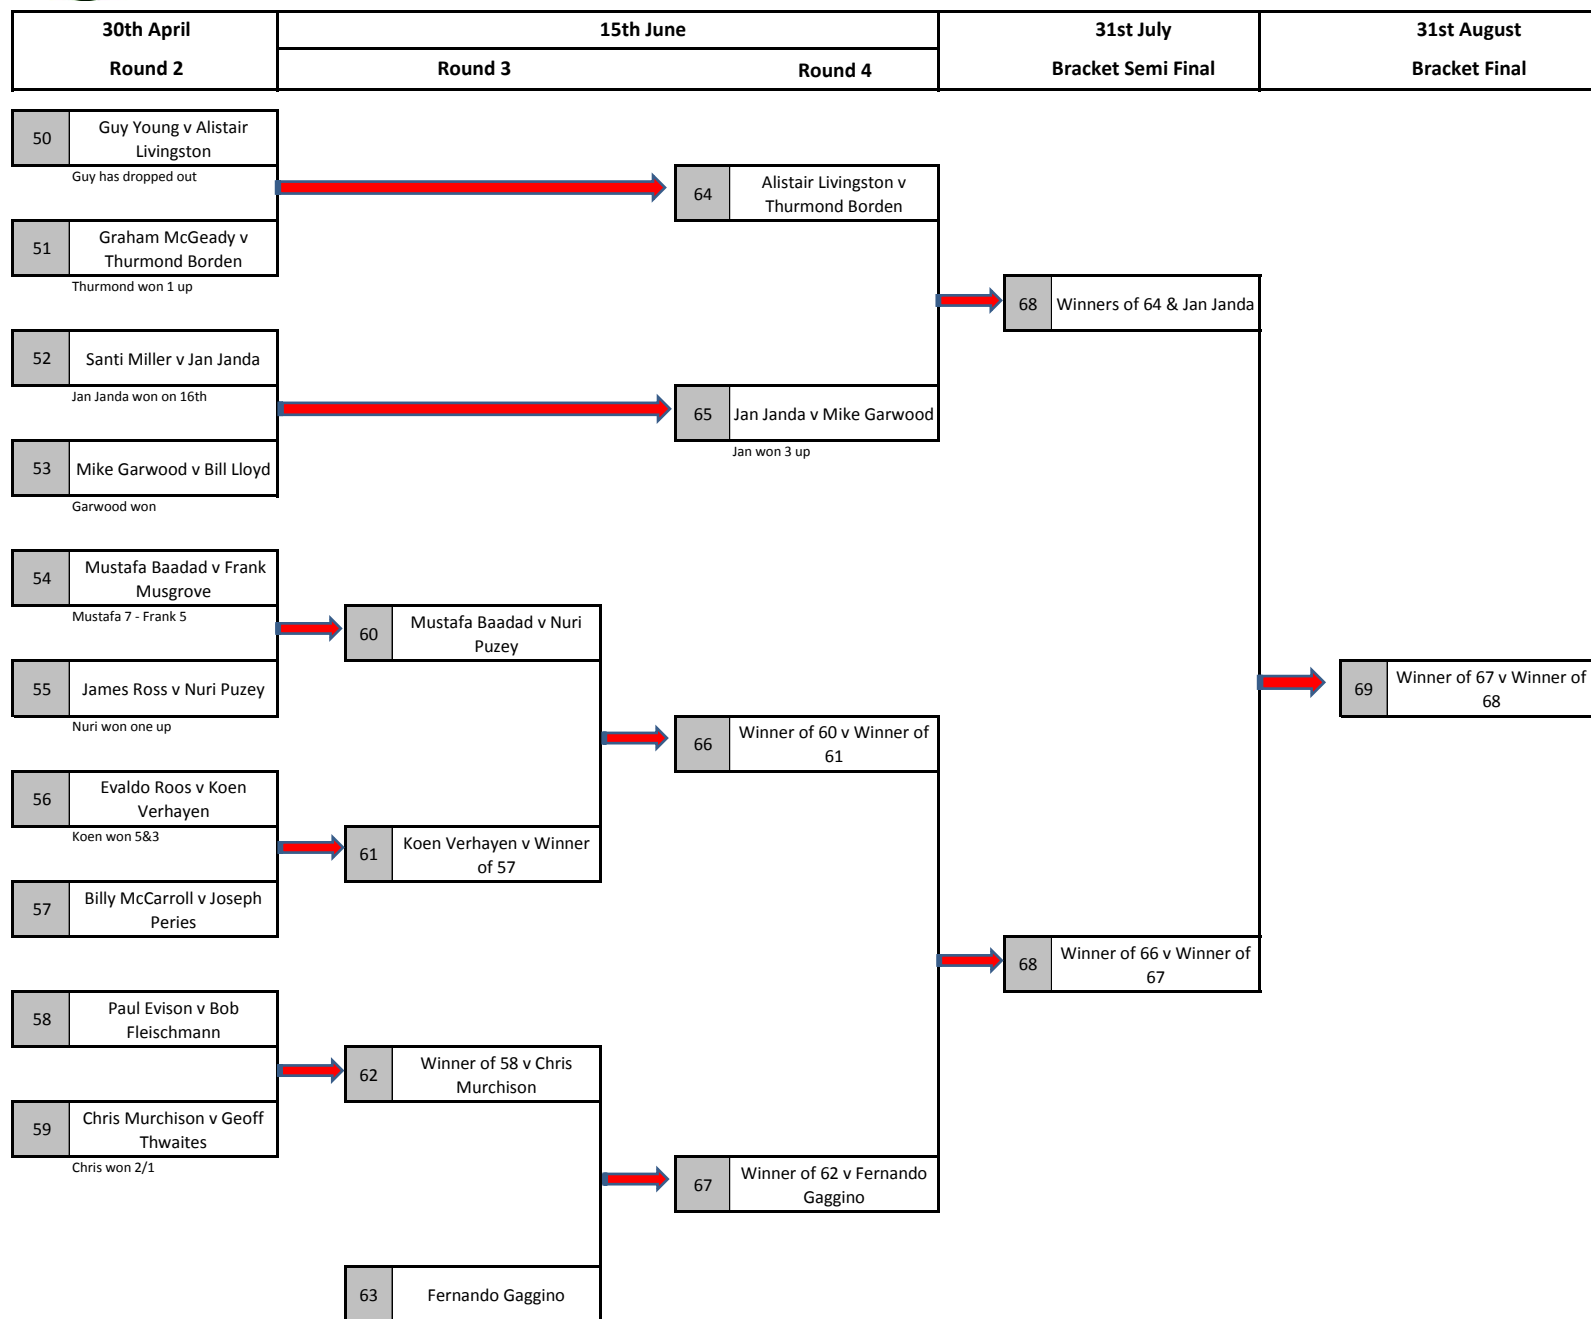 30th April
15th June
31st July
31st August
Round 2
Round 3
Round 4
Bracket Semi Final
Bracket Final
50
Guy Young v Alistair
Livingston
Guy has dropped out
51
Graham McGeady v
Thurmond Borden
Thurmond won 1 up
52
Santi Miller v Jan Janda
Jan Janda won on 16th
53
Mike Garwood v Bill Lloyd
Garwood won
54
Mustafa Baadad v Frank
Musgrove
Mustafa 7 - Frank 5
55
James Ross v Nuri Puzey
Nuri won one up
56
Evaldo Roos v Koen
Verhayen
Koen won 5&3
57
Billy McCarroll v Joseph
Peries
58
Paul Evison v Bob
Fleischmann
59
Chris Murchison v Geoff
Thwaites
Chris won 2/1
60
Mustafa Baadad v Nuri
Puzey
61
Koen Verhayen v Winner
of 57
62
Winner of 58 v Chris
Murchison
63
Fernando Gaggino
64
Alistair Livingston v
Thurmond Borden
65
Jan Janda v Mike Garwood
Jan won 3 up
66
Winner of 60 v Winner of
61
67
Winner of 62 v Fernando
Gaggino
68
Winners of 64 & Jan Janda
68
Winner of 66 v Winner of
67
69
Winner of 67 v Winner of
68